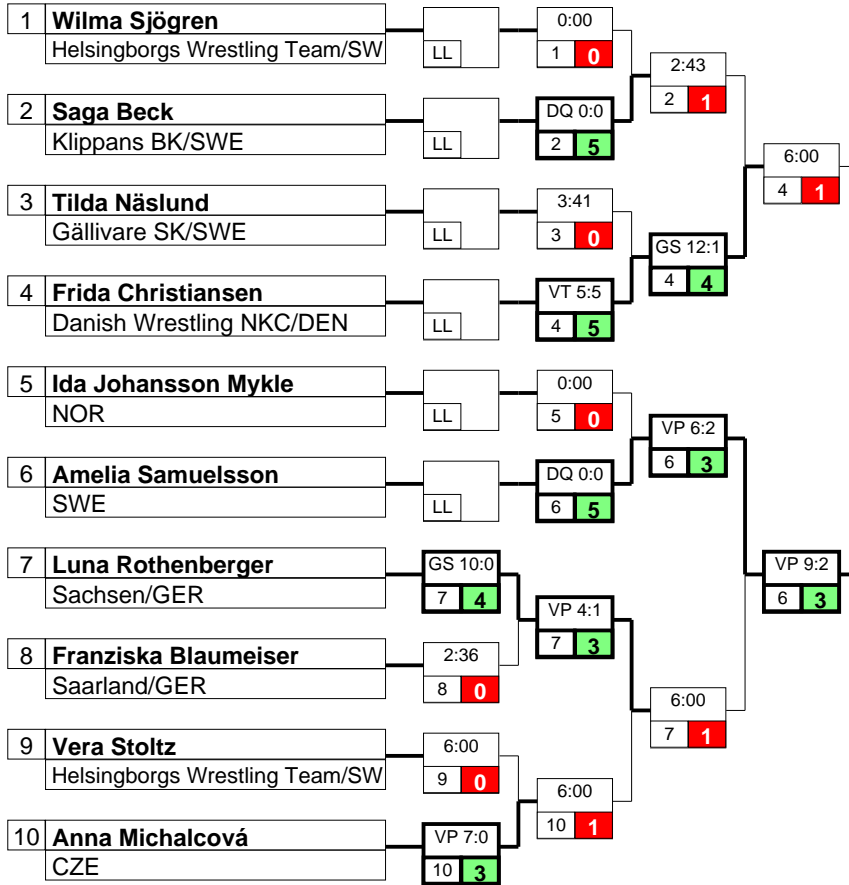 1 Wilma Sjögren 0:00
Helsingborgs Wrestling Team/SW LL 1 0 2:43
2 1
2 Saga Beck DQ 0:0
Klippans BK/SWE LL 2 5 6:00
4 1
3 Tilda Näslund 3:41
Gällivare SK/SWE LL 3 0 GS 12:1
4 4
4 Frida Christiansen VT 5:5
Danish Wrestling NKC/DEN LL 4 5
5 Ida Johansson Mykle 0:00
NOR LL 5 0 VP 6:2
6 3
6 Amelia Samuelsson DQ 0:0
SWE LL 6 5
7 Luna Rothenberger GS 10:0 VP 9:2
Sachsen/GER 7 4 VP 4:1 6 3
7 3
8 Franziska Blaumeiser 2:36
Saarland/GER 8 0 6:00
7 1
9 Vera Stoltz 6:00
Helsingborgs Wrestling Team/SW 9 0 6:00
10 1
10 Anna Michalcová VP 7:0
CZE 10 3